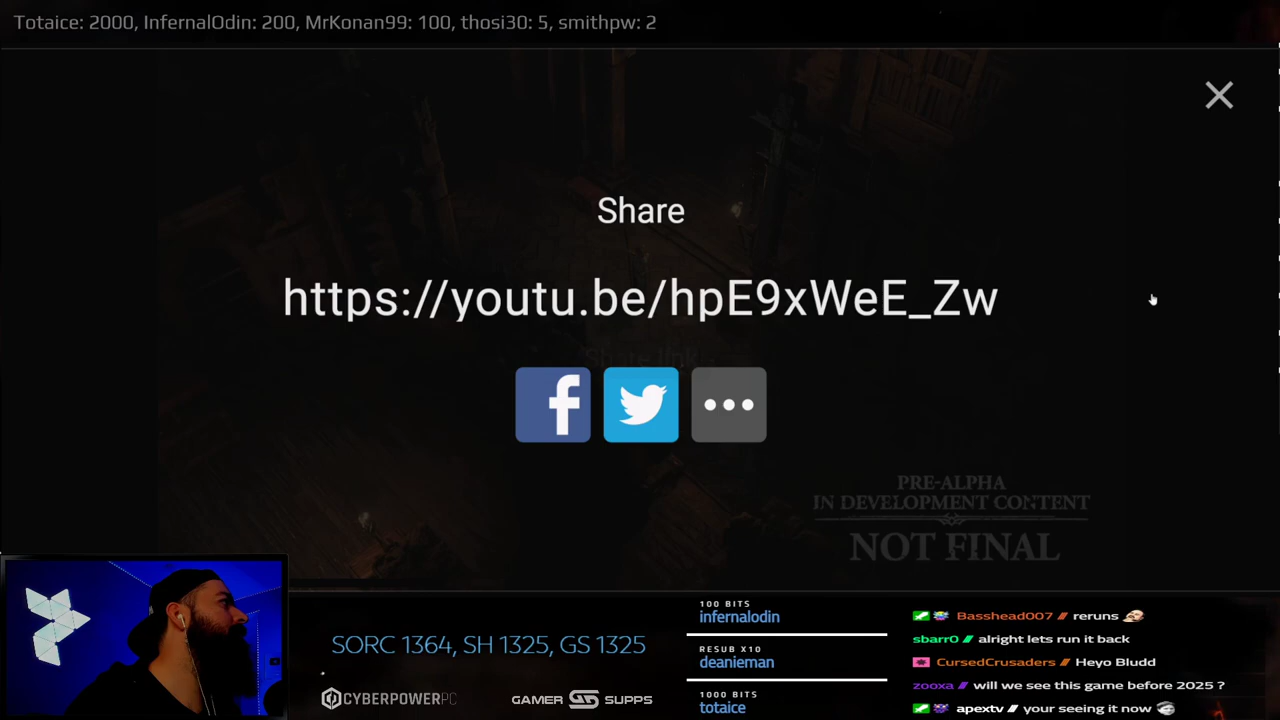 Totaice: 2000, InfernalOdin: 200, MrKonan99: 100, thosi30: 5, smithpw: 2
Share
https://youtu.be/hpE9xWeE_Zw
Share link
f
PRE-ALPHA
IN DEVELOPMENT CONTENT
NOT FINAL
SORC 1364, SH 1325, GS 1325
CYBERPOWERPC
GAMER GS SUPPS
100 BITS
infernalodin
RESUB X10
deanieman
1000 BITS
totaice
Basshead007 // reruns
sbarr0 // alright lets run it back
CursedCrusaders // Heyo Bludd
zooxa // will we see this game before 2025 ?
apextv // your seeing it now